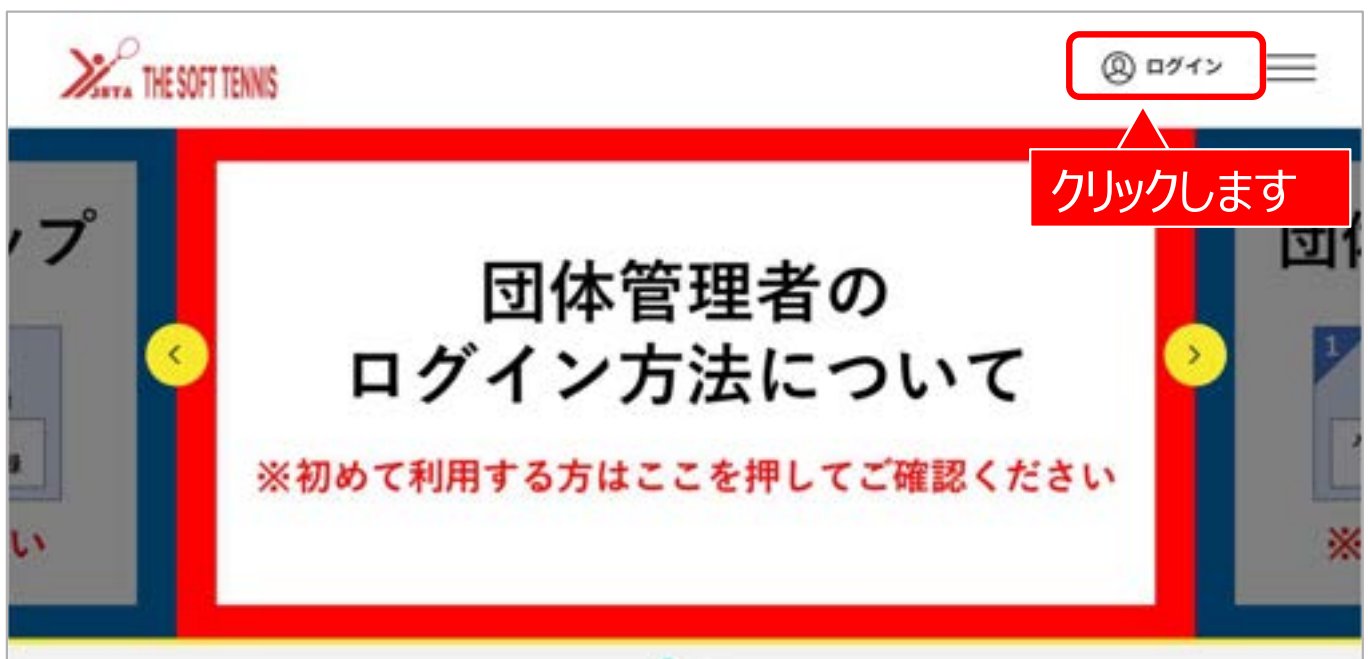 JSTA THE SOFT TENNIS
ログイン
クリックします
ップ
団体管理者の
ログイン方法について
※初めて利用する方はここを押してご確認ください
い
団体
1
※